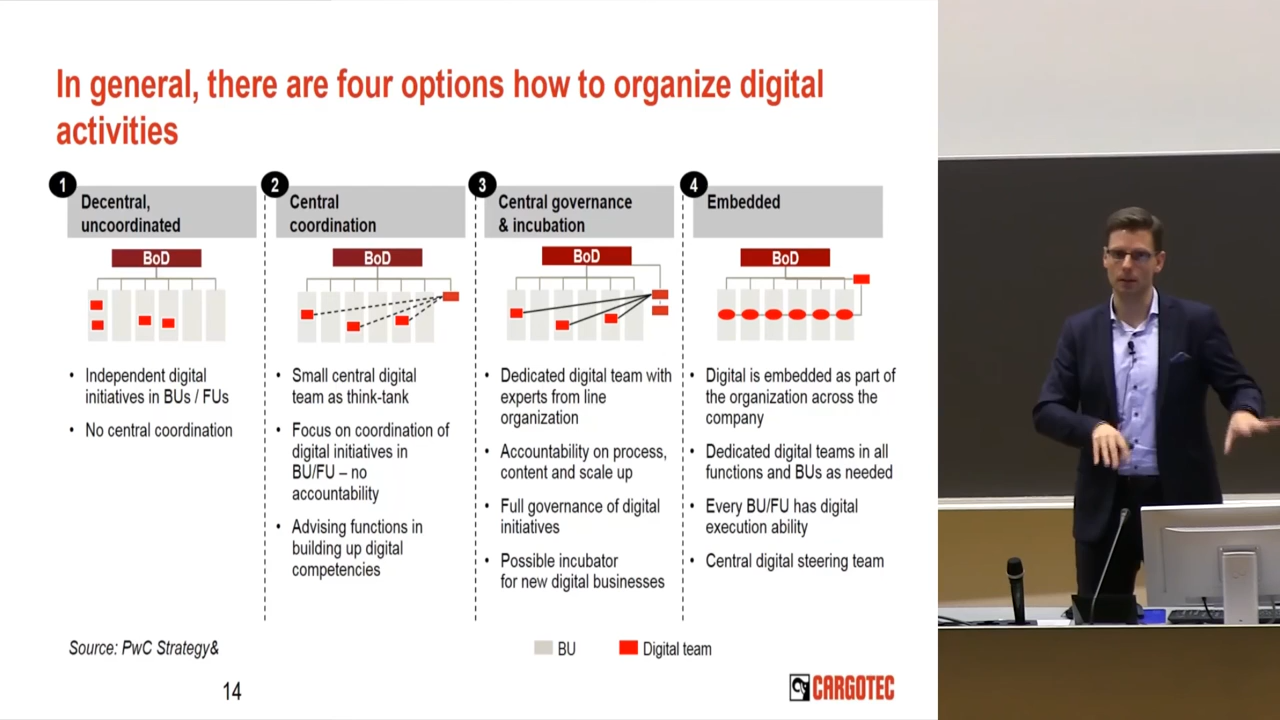 In general, there are four options how to organize digital
activities
1
Decentral,
uncoordinated
BoD
• Independent digital
initiatives in BUs / FUs
• No central coordination
2
Central
coordination
BoD
• Small central digital
team as think-tank
• Focus on coordination of
digital initiatives in
BU/FU – no
accountability
• Advising functions in
building up digital
competencies
3
Central governance
& incubation
BoD
• Dedicated digital team with
experts from line
organization
• Accountability on process,
content and scale up
• Full governance of digital
initiatives
• Possible incubator
for new digital businesses
4
Embedded
BoD
• Digital is embedded as part of
the organization across the
company
• Dedicated digital teams in all
functions and BUs as needed
• Every BU/FU has digital
execution ability
• Central digital steering team
Source: PwC Strategy&
BU
Digital team
14
CARGOTEC